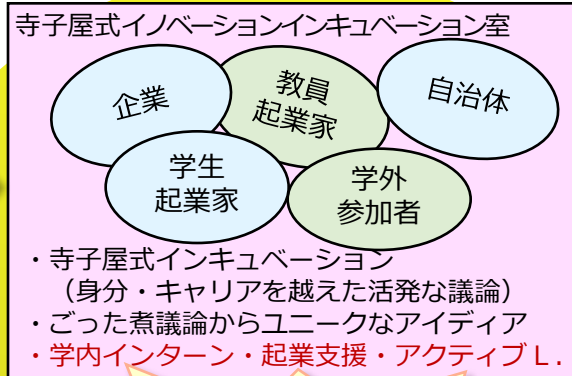 寺子屋式イノベーションインキュベーション室
企業
教員
起業家
自治体
学生
起業家
学外
参加者
・寺子屋式インキュベーション
（身分・キャリアを越えた活発な議論）
・ごった煮議論からユニークなアイディア
・学内インターン・起業支援・アクティブＬ．